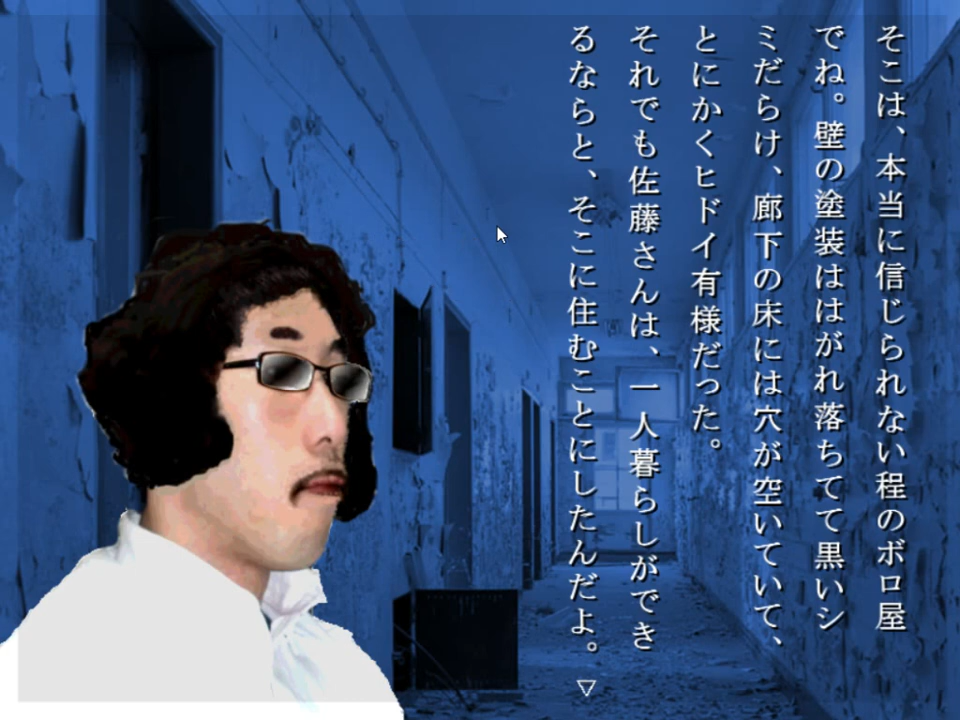 そこは、本当に信じられない程のボロ屋
でね。壁の塗装ははがれ落ちてて黒いシ
ミだらけ、廊下の床には穴が空いていて、
とにかくヒドイ有様だった。
それでも佐藤さんは、一人暮らしができ
るならと、そこに住むことにしたんだよ。